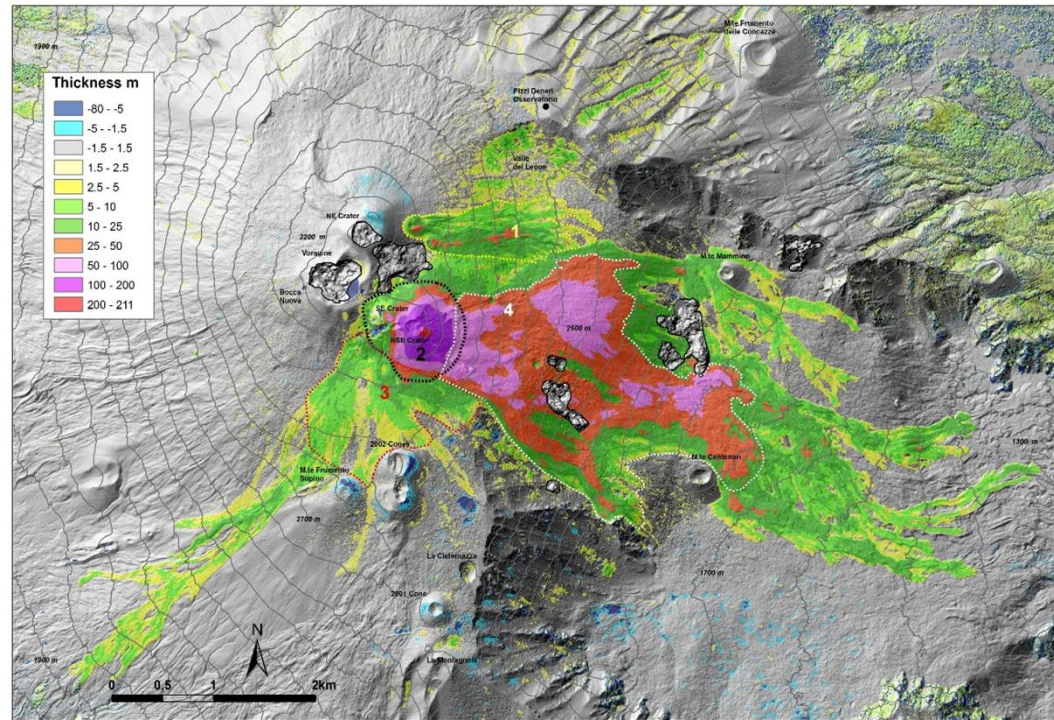 Thickness m
-80 - -5
-5 - -1.5
-1.5 - 1.5
1.5 - 2.5
2.5 - 5
5 - 10
10 - 25
25 - 50
50 - 100
100 - 200
200 - 211
1900 m
M.te Frumento
delle Concazze
Pizzi Deneri
Osservatorio
Valle
del Leone
NE Crater
3200 m
Voragine
1
M.te Mammino
Bocca
Nuova
SE Crater
4
2500 m
NSE Crater
2
3
2002 Cones
1300 m
M.te Frumento
Supino
M.te Centenari
2700 m
La Cisternazza
1700 m
2001 Cone
N
La Montagnola
1900 m
0 0,5 1 2km